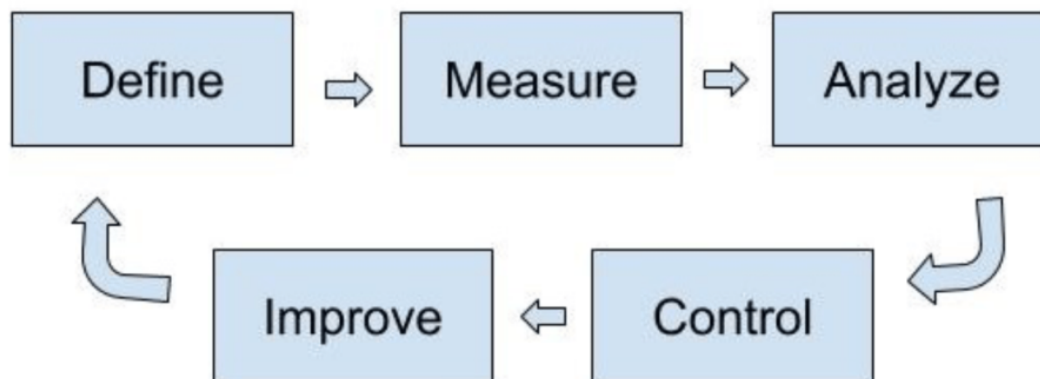 Define
Measure
Analyze
Improve
Control